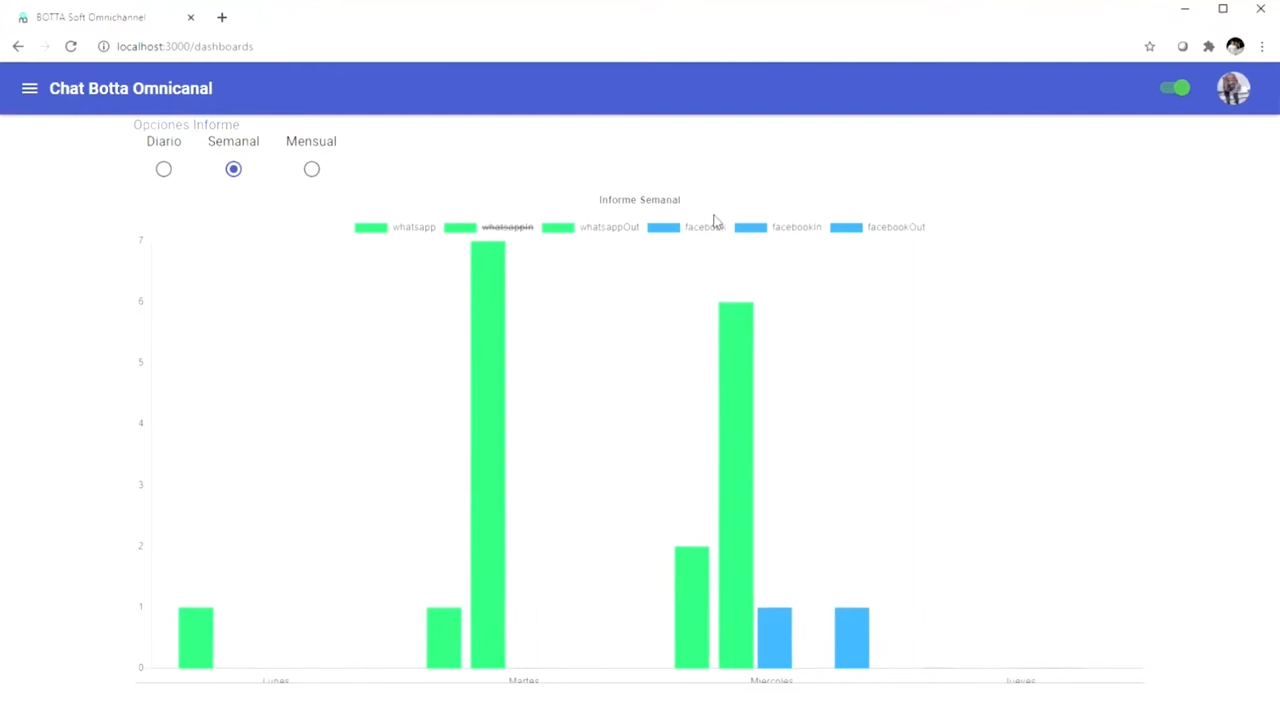 BOTTA Soft Omnichannel
localhost:3000/dashboards
Chat Botta Omnicanal
Opciones Informe
Diario Semanal Mensual
Informe Semanal
whatsapp whatsappIn whatsappOut facebook facebookIn facebookOut
7
6
5
4
3
2
1
0
Lunes Martes Miercoles Jueves